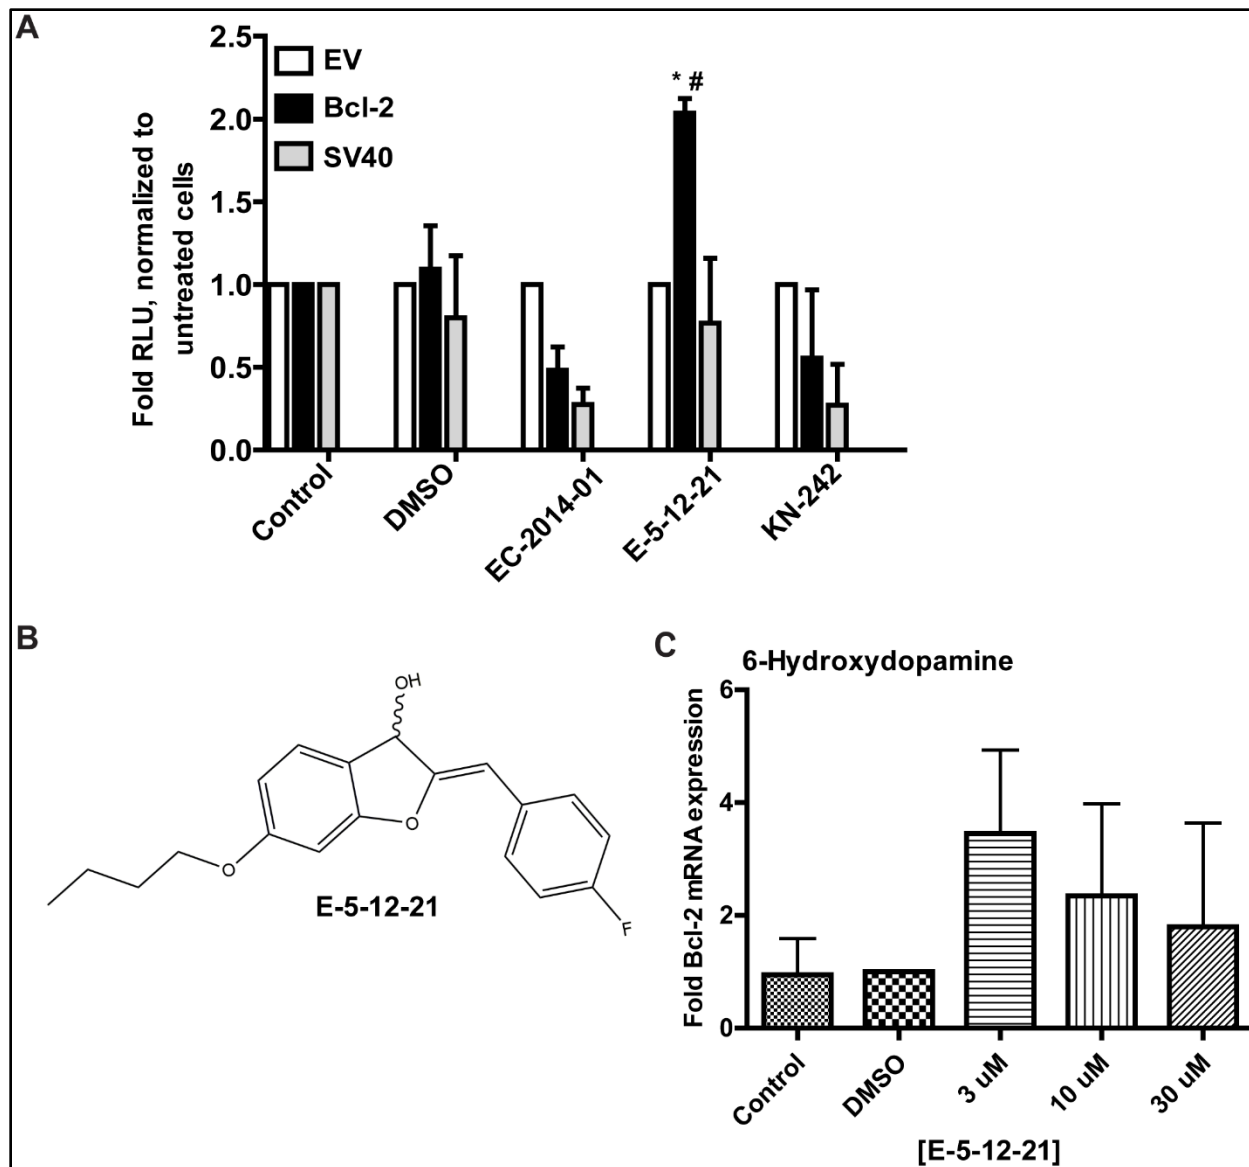 A
Fold RLU, normalized to
untreated cells
2.5
2.0
1.5
1.0
0.5
0.0
EV
Bcl-2
SV40
* #
Control
DMSO
EC-2014-01
E-5-12-21
KN-242
B
OH
O
O
F
E-5-12-21
C
6-Hydroxydopamine
Fold Bcl-2 mRNA expression
6
4
2
0
Control
DMSO
3 uM
10 uM
30 uM
[E-5-12-21]